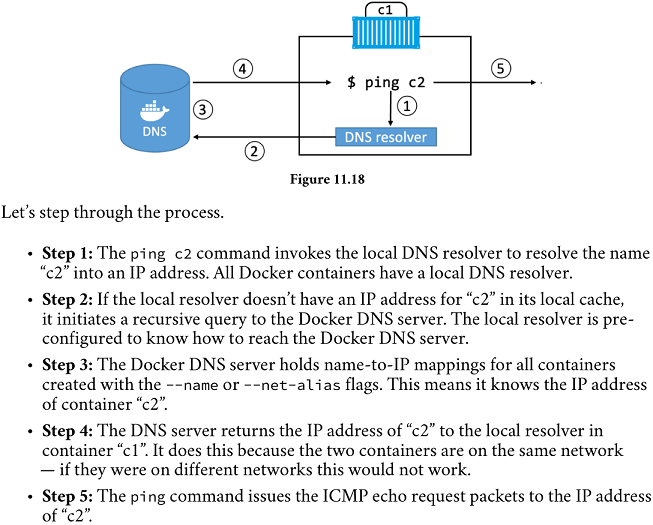 c1
④
$ ping c2
⑤
①
③
DNS
DNS resolver
②
Figure 11.18
Let’s step through the process.
• Step 1: The ping c2 command invokes the local DNS resolver to resolve the name
“c2” into an IP address. All Docker containers have a local DNS resolver.
• Step 2: If the local resolver doesn’t have an IP address for “c2” in its local cache,
it initiates a recursive query to the Docker DNS server. The local resolver is pre-
configured to know how to reach the Docker DNS server.
• Step 3: The Docker DNS server holds name-to-IP mappings for all containers
created with the --name or --net-alias flags. This means it knows the IP address
of container “c2”.
• Step 4: The DNS server returns the IP address of “c2” to the local resolver in
container “c1”. It does this because the two containers are on the same network
— if they were on different networks this would not work.
• Step 5: The ping command issues the ICMP echo request packets to the IP address
of “c2”.